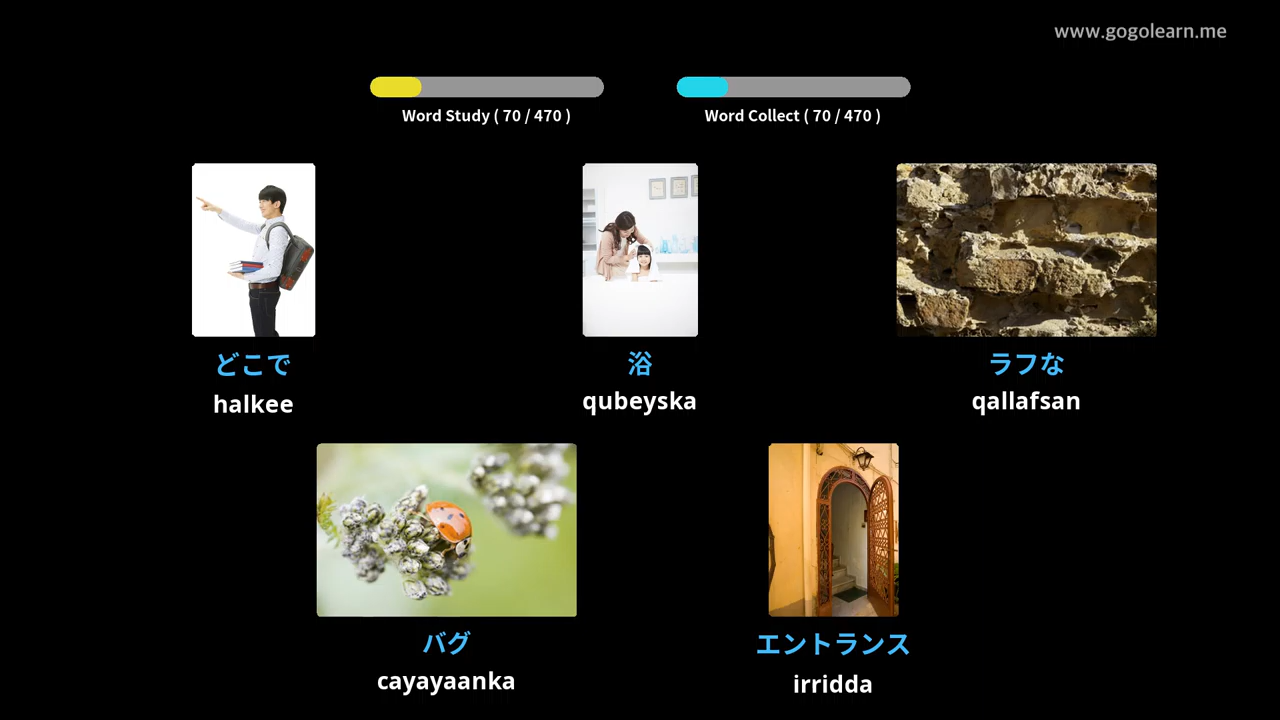 www.gogolearn.me
Word Study ( 70 / 470 )
Word Collect ( 70 / 470 )
どこで
halkee
浴
qubeyska
ラフな
qallafsan
バグ
cayayaanka
エントランス
irridda